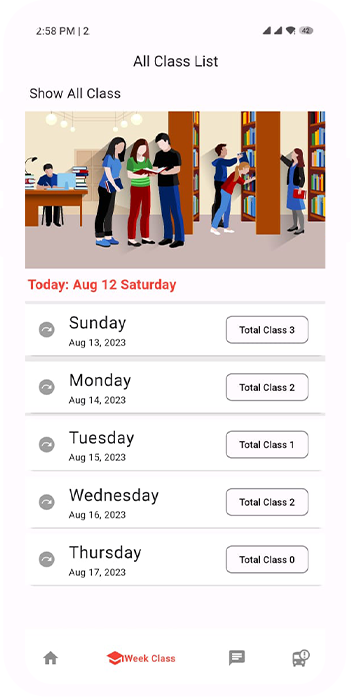 2:58 PM | 2
42
All Class List
Show All Class
Today: Aug 12 Saturday
Sunday
Aug 13, 2023
Total Class 3
Monday
Aug 14, 2023
Total Class 2
Tuesday
Aug 15, 2023
Total Class 1
Wednesday
Aug 16, 2023
Total Class 2
Thursday
Aug 17, 2023
Total Class 0
Week Class